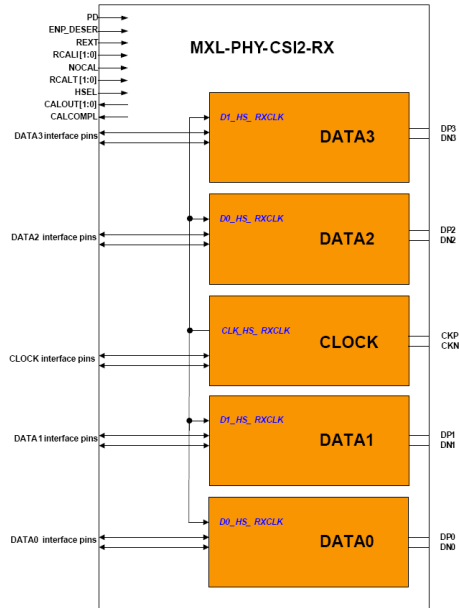 PD
ENP_DESER
REXT
RCALI[1:0]
NOCAL
RCALT[1:0]
HSEL
CALOUT[1:0]
CALCOMPL
MXL-PHY-CSI2-RX
DATA3 interface pins
D1_HS_RXCLK
DATA3
DP3
DN3
DATA2 interface pins
D0_HS_RXCLK
DATA2
DP2
DN2
CLOCK interface pins
CLK_HS_RXCLK
CLOCK
CKP
CKN
DATA1 interface pins
D1_HS_RXCLK
DATA1
DP1
DN1
DATA0 interface pins
D0_HS_RXCLK
DATA0
DP0
DN0